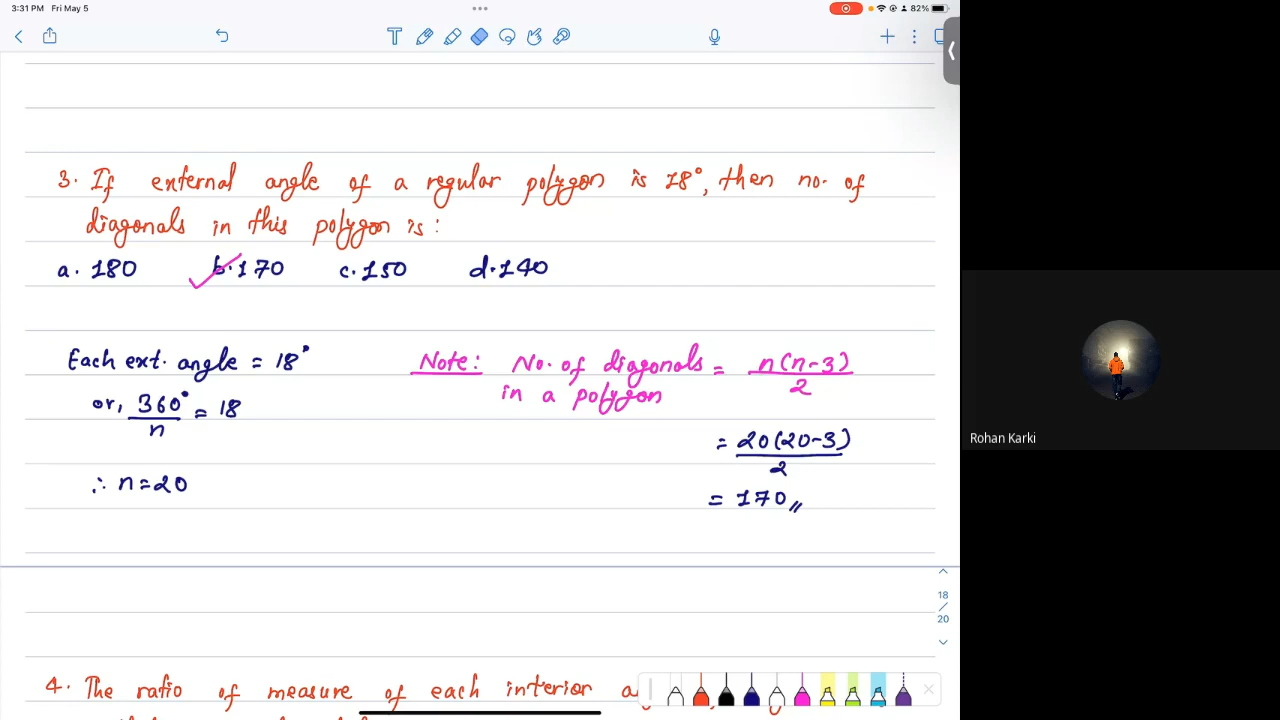 3:31 PM Fri May 5
82%
3. If external angle of a regular polygon is 18°, then no. of
diagonals in this polygon is:
a. 180 b. 170 c. 150 d. 140
Each ext. angle = 18°
or, 360°/n = 18
∴ n = 20
Note: No. of diagonals in a polygon = n(n-3)/2
= 20(20-3)/2
= 170//
Rohan Karki
18
/
20
4. The ratio of measure of each interior